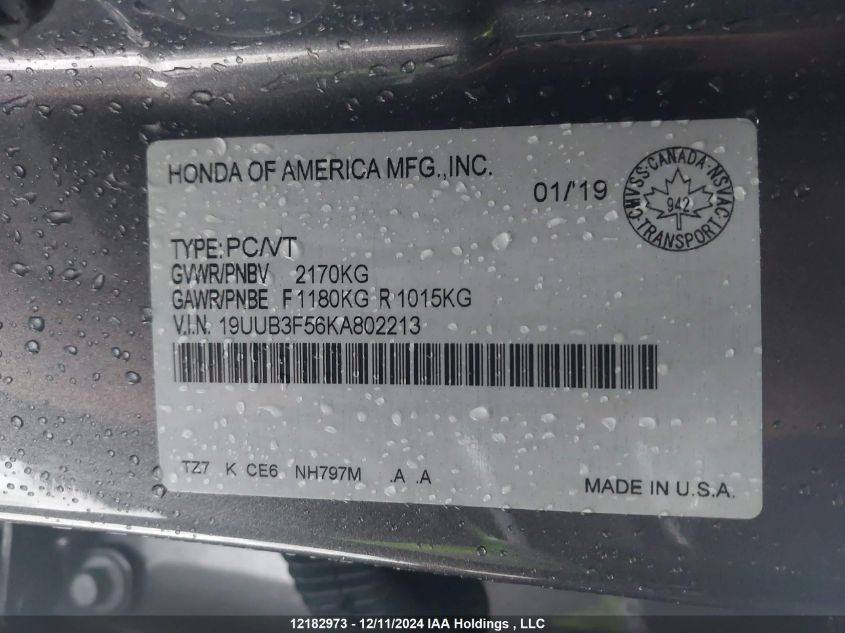 HONDA OF AMERICA MFG.,INC.
01/'19
CMVSS·CANADA·NSVAC
942
TRANSPORT
TYPE:PC/VT
GVWR/PNBV 2170KG
GAWR/PNBE F1180KG R1015KG
V.I.N. 19UUB3F56KA802213
TZ7 K CE6 NH797M .A .A
MADE IN U.S.A.
12182973 - 12/11/2024 IAA Holdings , LLC